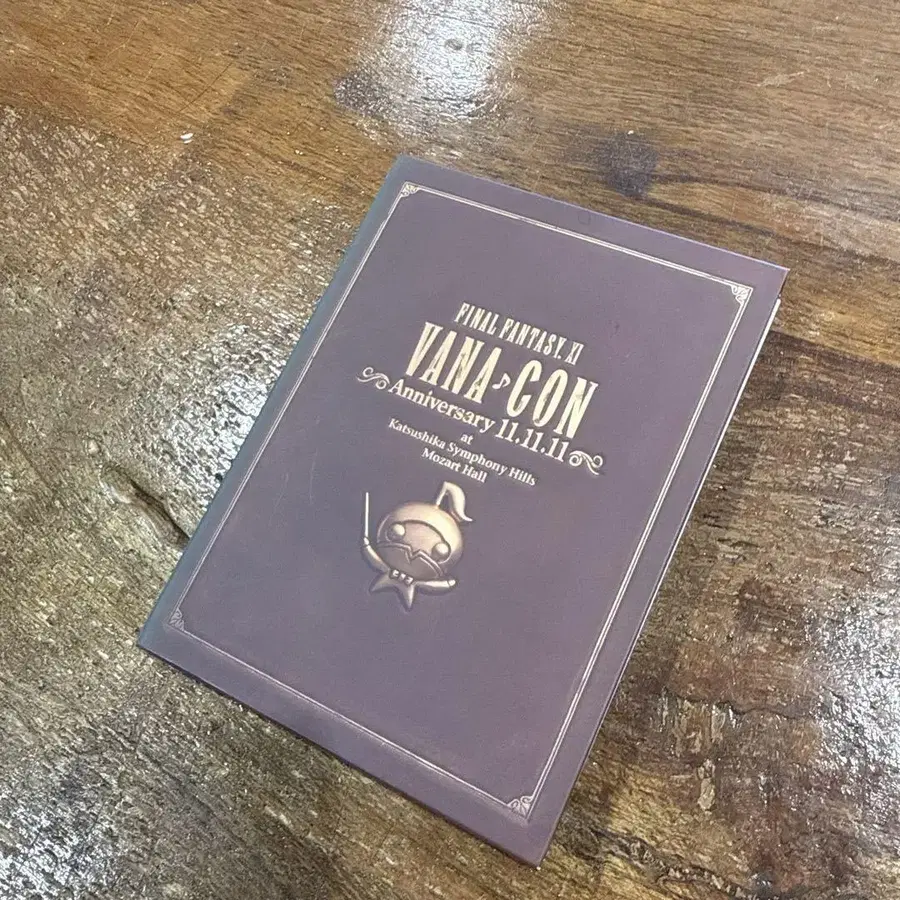 FINAL FANTASY XI
VANA♪CON
Anniversary 11.11.11
at
Katsushika Symphony Hills
Mozart Hall